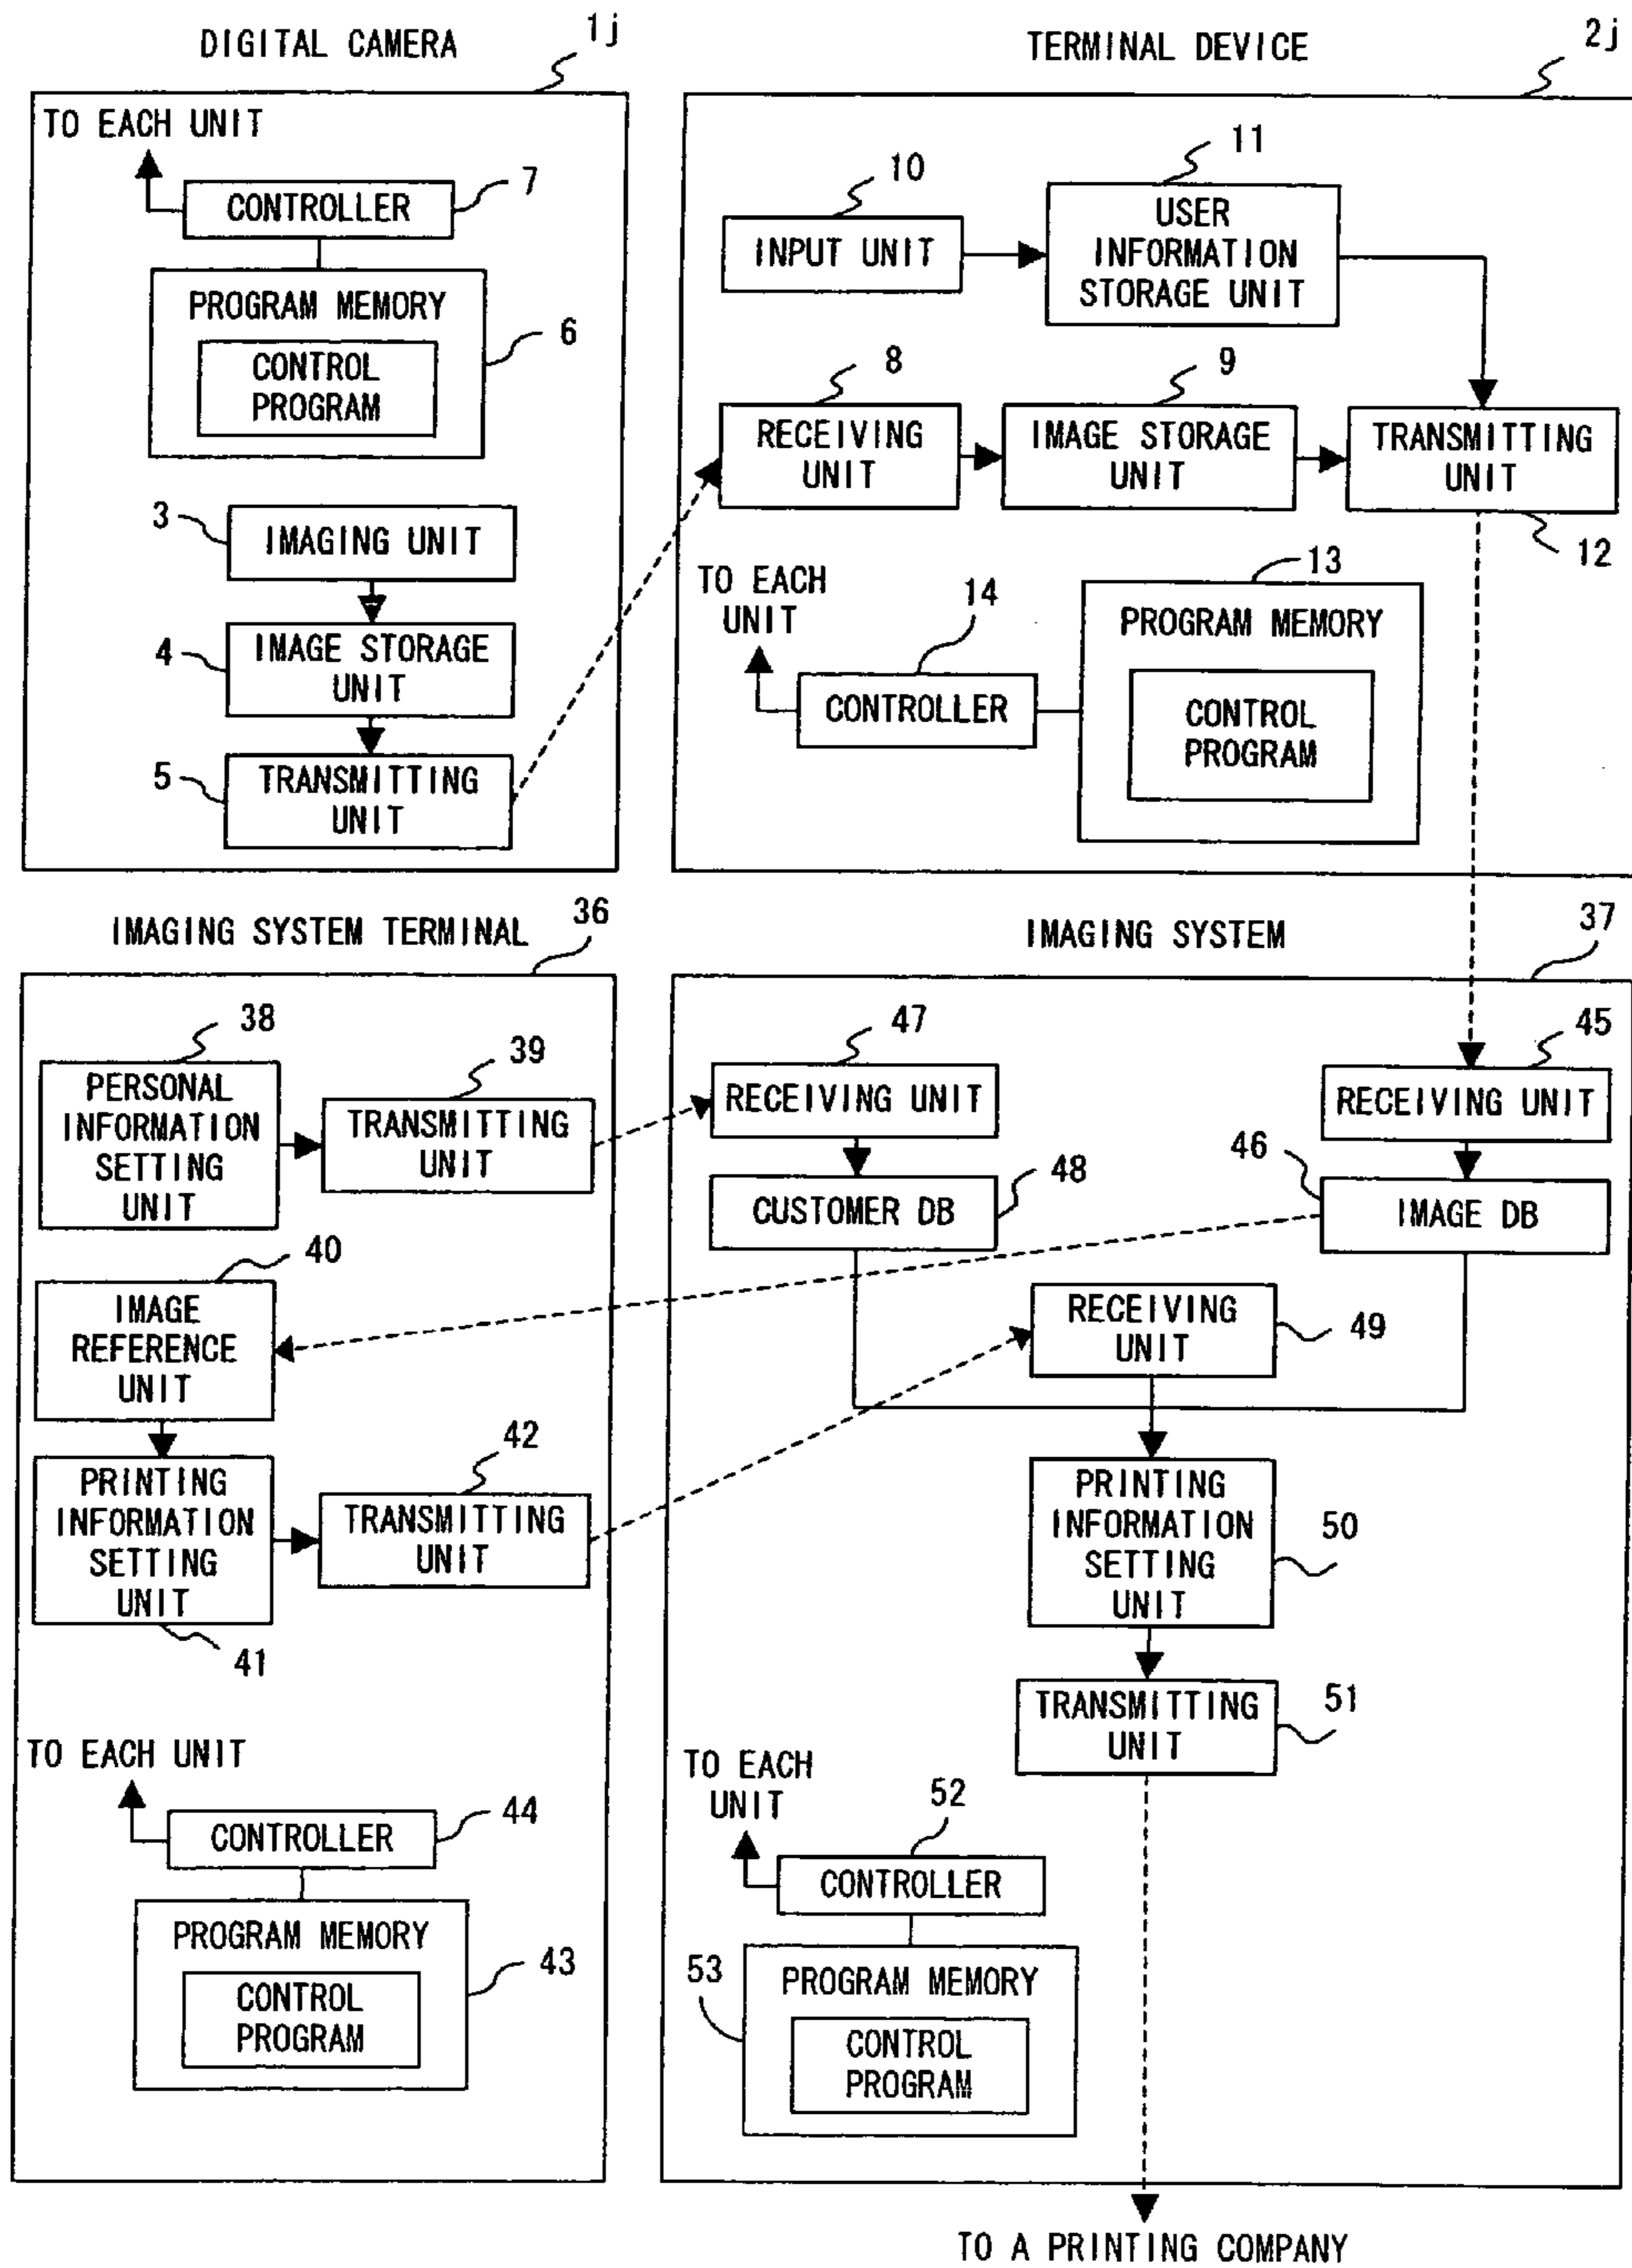 DIGITAL CAMERA
1j
TO EACH UNIT
CONTROLLER
7
PROGRAM MEMORY
6
CONTROL
PROGRAM
3
IMAGING UNIT
4
IMAGE STORAGE
UNIT
5
TRANSMITTING
UNIT
TERMINAL DEVICE
2j
10
INPUT UNIT
11
USER
INFORMATION
STORAGE UNIT
8
RECEIVING
UNIT
9
IMAGE STORAGE
UNIT
TRANSMITTING
UNIT
12
TO EACH
UNIT
14
CONTROLLER
13
PROGRAM MEMORY
CONTROL
PROGRAM
IMAGING SYSTEM TERMINAL
36
38
PERSONAL
INFORMATION
SETTING
UNIT
39
TRANSMITTING
UNIT
40
IMAGE
REFERENCE
UNIT
PRINTING
INFORMATION
SETTING
UNIT
41
42
TRANSMITTING
UNIT
TO EACH UNIT
CONTROLLER
44
PROGRAM MEMORY
43
CONTROL
PROGRAM
IMAGING SYSTEM
37
47
RECEIVING UNIT
45
RECEIVING UNIT
CUSTOMER DB
48
46
IMAGE DB
RECEIVING
UNIT
49
PRINTING
INFORMATION
SETTING
UNIT
50
TRANSMITTING
UNIT
51
TO EACH
UNIT
52
CONTROLLER
53
PROGRAM MEMORY
CONTROL
PROGRAM
TO A PRINTING COMPANY